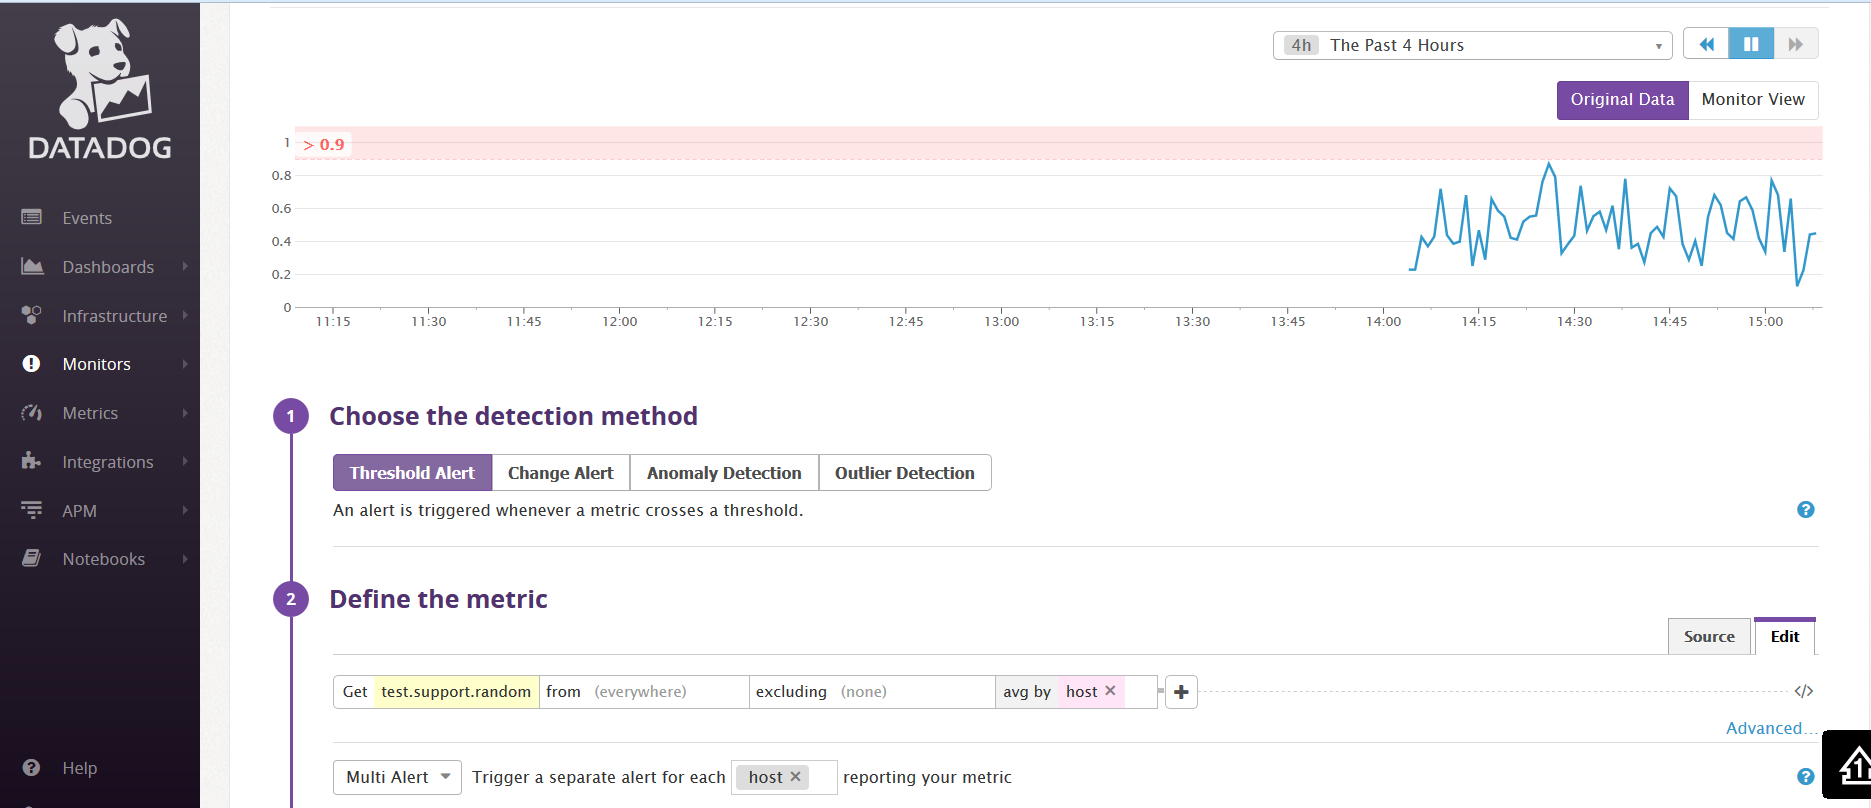 DATADOG
Events
Dashboards
Infrastructure
Monitors
Metrics
Integrations
APM
Notebooks
Help
4h The Past 4 Hours
Original Data Monitor View
> 0.9
1
0.8
0.6
0.4
0.2
0
11:15 11:30 11:45 12:00 12:15 12:30 12:45 13:00 13:15 13:30 13:45 14:00 14:15 14:30 14:45 15:00
1 Choose the detection method
Threshold Alert Change Alert Anomaly Detection Outlier Detection
An alert is triggered whenever a metric crosses a threshold.
?
2 Define the metric
Source Edit
Get test.support.random from (everywhere) excluding (none) avg by host × + </>
Advanced...
Multi Alert Trigger a separate alert for each host × reporting your metric ?
1